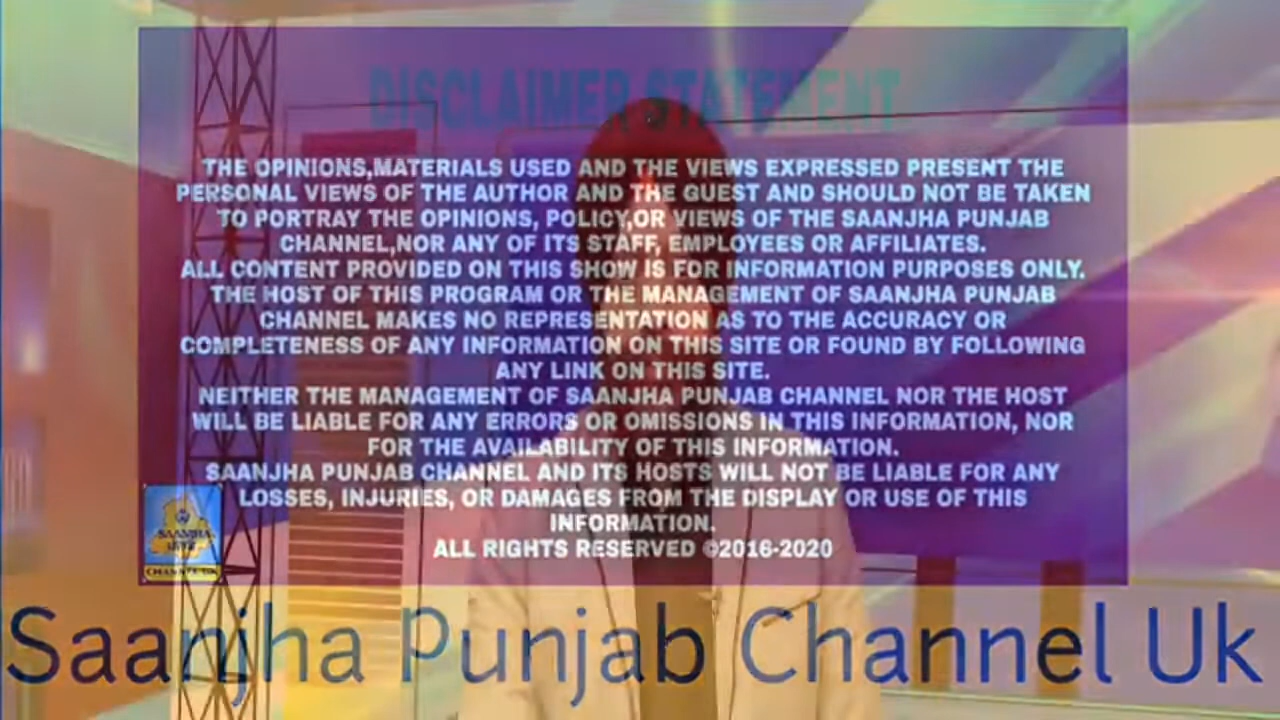 DISCLAIMER STATEMENT
THE OPINIONS,MATERIALS USED AND THE VIEWS EXPRESSED PRESENT THE
PERSONAL VIEWS OF THE AUTHOR AND THE GUEST AND SHOULD NOT BE TAKEN
TO PORTRAY THE OPINIONS, POLICY,OR VIEWS OF THE SAANJHA PUNJAB
CHANNEL,NOR ANY OF ITS STAFF, EMPLOYEES OR AFFILIATES.
ALL CONTENT PROVIDED ON THIS SHOW IS FOR INFORMATION PURPOSES ONLY.
THE HOST OF THIS PROGRAM OR THE MANAGEMENT OF SAANJHA PUNJAB
CHANNEL MAKES NO REPRESENTATION AS TO THE ACCURACY OR
COMPLETENESS OF ANY INFORMATION ON THIS SITE OR FOUND BY FOLLOWING
ANY LINK ON THIS SITE.
NEITHER THE MANAGEMENT OF SAANJHA PUNJAB CHANNEL NOR THE HOST
WILL BE LIABLE FOR ANY ERRORS OR OMISSIONS IN THIS INFORMATION, NOR
FOR THE AVAILABILITY OF THIS INFORMATION.
SAANJHA PUNJAB CHANNEL AND ITS HOSTS WILL NOT BE LIABLE FOR ANY
LOSSES, INJURIES, OR DAMAGES FROM THE DISPLAY OR USE OF THIS
INFORMATION.
ALL RIGHTS RESERVED ©2016-2020
SAANJHA
CHANNEL UK
Saanjha Punjab Channel Uk